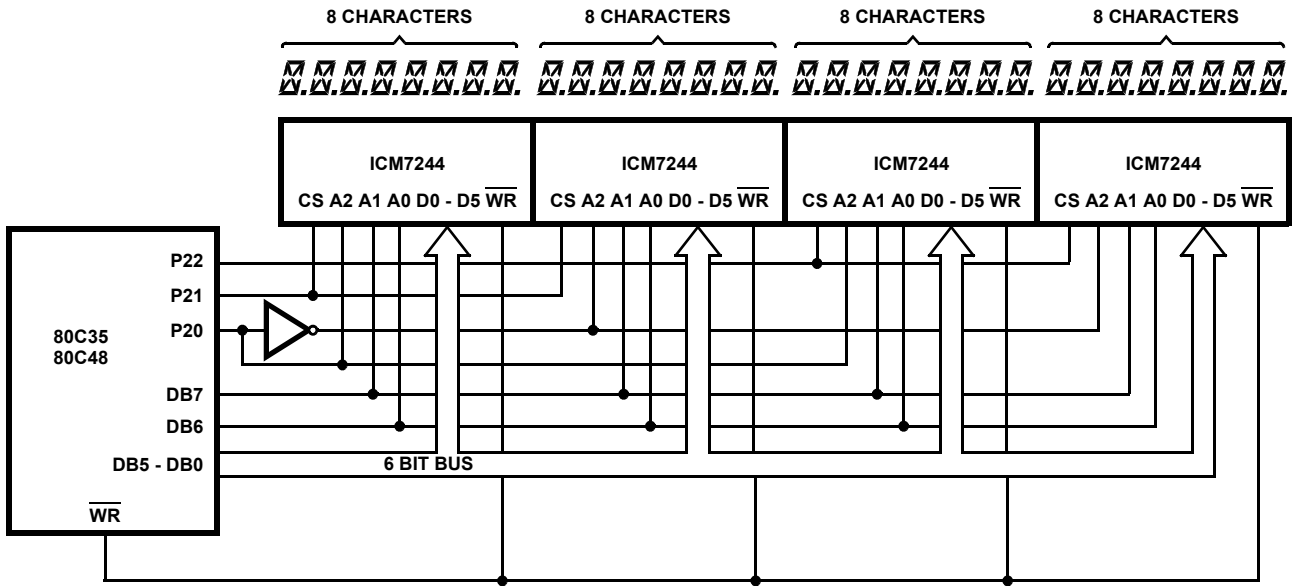 8 CHARACTERS 8 CHARACTERS 8 CHARACTERS 8 CHARACTERS
ICM7244 ICM7244 ICM7244 ICM7244
CS A2 A1 A0 D0 - D5 WR CS A2 A1 A0 D0 - D5 WR CS A2 A1 A0 D0 - D5 WR CS A2 A1 A0 D0 - D5 WR
P22
P21
P20
80C35
80C48
DB7
DB6
DB5 - DB0
6 BIT BUS
WR